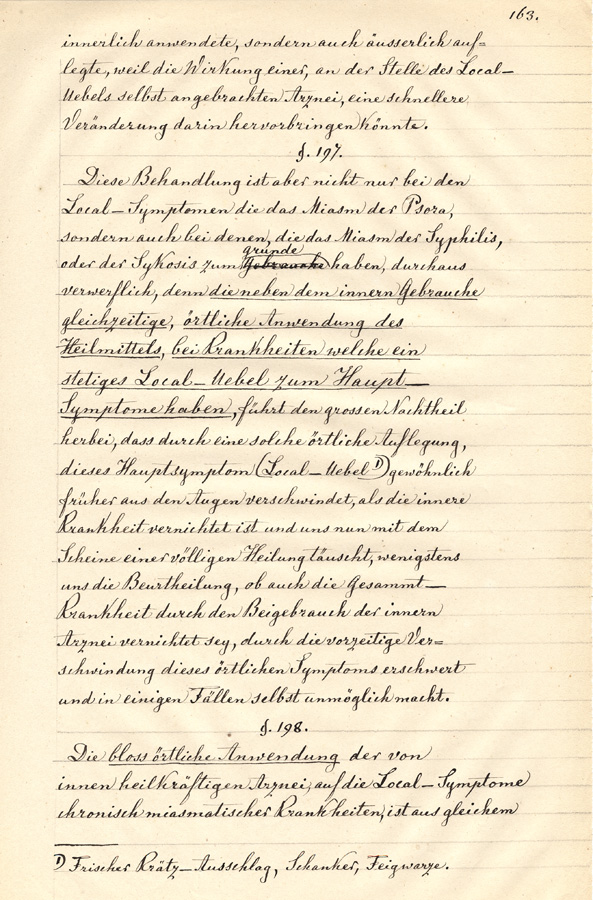 163.
innerlich anwendete, sondern auch äusserlich auf=
legte, weil die Wirkung einer, an der Stelle des Local-
Uebels selbst angebrachten Arznei, eine schnellere
Veränderung darin hervorbringen könnte.
§. 197.
Diese Behandlung ist aber nicht nur bei den
Local-Symptomen die das Miasm der Psora,
sondern auch bei denen, die das Miasm der Syphilis,
grunde
oder der Sykosis zum Gebrauche haben, durchaus
verwerflich, denn die neben dem innern Gebrauche
gleichzeitige, örtliche Anwendung des
Heilmittels, bei Krankheiten welche ein
stetiges Local-Uebel zum Haupt-
Symptome haben, führt den grossen Nachtheil
herbei, dass durch eine solche örtliche Auflegung,
dieses Hauptsymptom (Local-Uebel 1)) gewöhnlich
früher aus den Augen verschwindet, als die innere
Krankheit vernichtet ist und uns nun mit dem
Scheine einer völligen Heilung täuscht, wenigstens
uns die Beurtheilung, ob auch die Gesammt-
Krankheit durch den Beigebrauch der innern
Arznei vernichtet sey, durch die vorzeitige Ver=
schwindung dieses örtlichen Symptoms erschwert
und in einigen Fällen selbst unmöglich macht.
§. 198.
Die bloss örtliche Anwendung der von
innen heilkräftigen Arznei, auf die Local-Symptome
chronisch miasmatischer Krankheiten, ist aus gleichem
1) Frischer Krätz-Ausschlag, Schanker, Feigwarze.